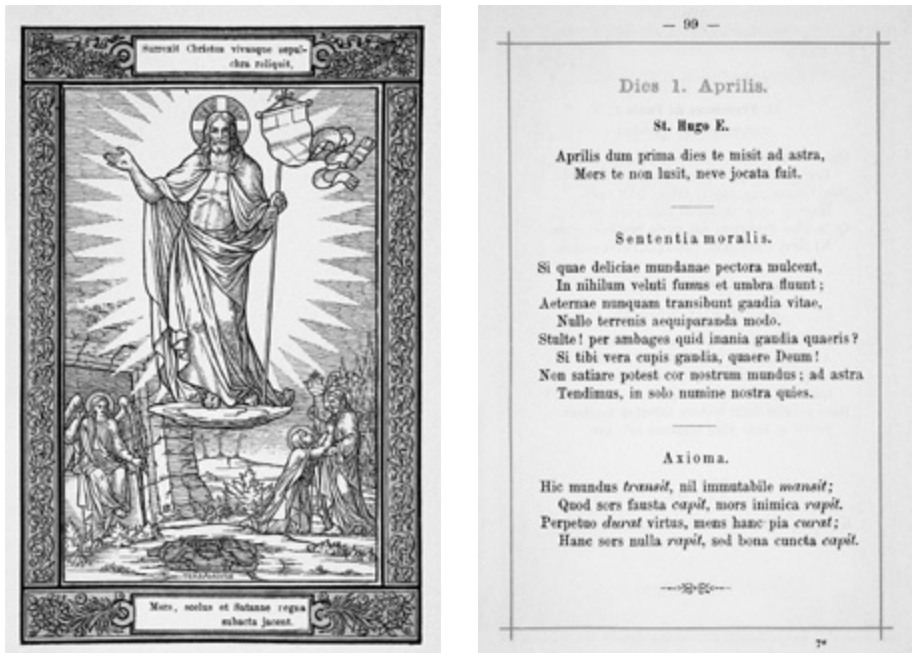 Surrexit Christus vivusque sepul-
chra reliquit,
Mors, scelus et Satanae regna
subacta jacent.
— 99 —
Dies 1. Aprilis.
St. Hugo E.
Aprilis dum prima dies te misit ad astra,
Mors te non lusit, neve jocata fuit.
Sententia moralis.
Si quae deliciae mundanae pectora mulcent,
In nihilum veluti fumus et umbra fluunt;
Aeternae nunquam transibunt gaudia vitae,
Nullo terrenis aequiparanda modo.
Stulte! per ambages quid inania gaudia quaeris?
Si tibi vera cupis gaudia, quaere Deum!
Non satiare potest cor nostrum mundus; ad astra
Tendimus, in solo numine nostra quies.
Axioma.
Hic mundus transit, nil immutabile mansit;
Quod sors fausta capit, mors inimica rapit.
Perpetuo durat virtus, mens hanc pia curat;
Hanc sors nulla rapit, sed bona cuncta capit.
7*